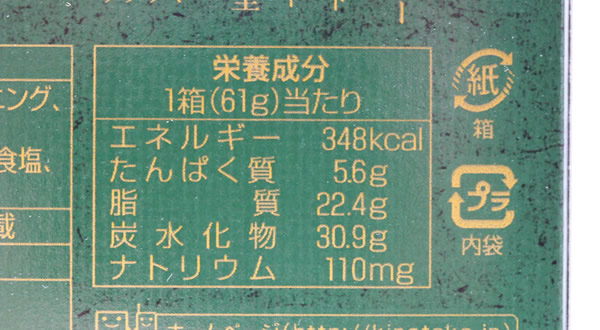 栄養成分
1箱(61g)当たり
エネルギー 348kcal
たんぱく質 5.6g
脂質 22.4g
炭水化物 30.9g
ナトリウム 110mg
ニング、
食塩、
載
紙
箱
プラ
内袋